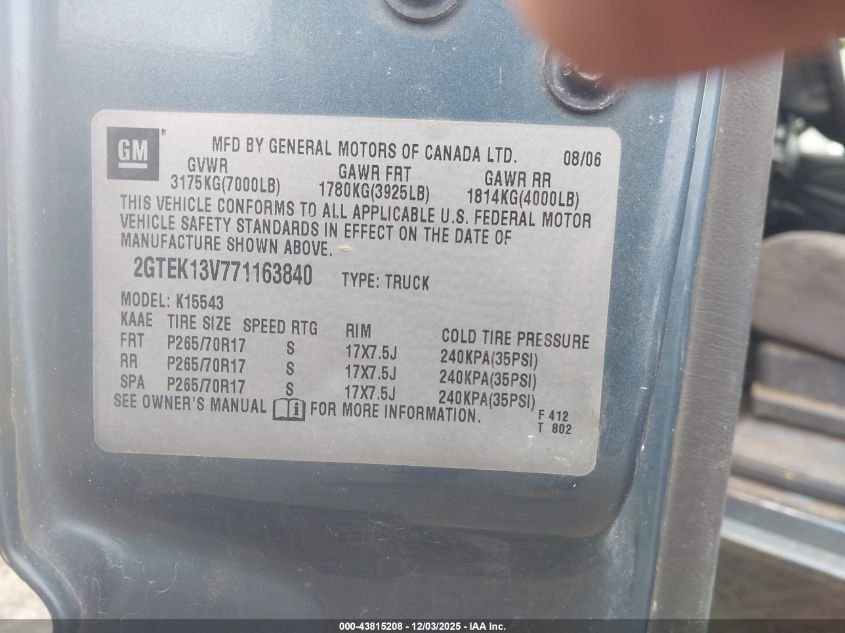 GM ®
MFD BY GENERAL MOTORS OF CANADA LTD. 08/06
GVWR GAWR FRT GAWR RR
3175KG(7000LB) 1780KG(3925LB) 1814KG(4000LB)
THIS VEHICLE CONFORMS TO ALL APPLICABLE U.S. FEDERAL MOTOR
VEHICLE SAFETY STANDARDS IN EFFECT ON THE DATE OF
MANUFACTURE SHOWN ABOVE.
2GTEK13V771163840 TYPE: TRUCK
MODEL: K15543
KAAE TIRE SIZE SPEED RTG RIM COLD TIRE PRESSURE
FRT P265/70R17 S 17X7.5J 240KPA(35PSI)
RR P265/70R17 S 17X7.5J 240KPA(35PSI)
SPA P265/70R17 S 17X7.5J 240KPA(35PSI)
SEE OWNER'S MANUAL FOR MORE INFORMATION.
F 412
T 802
000-43815208 - 12/03/2025 - IAA Inc.